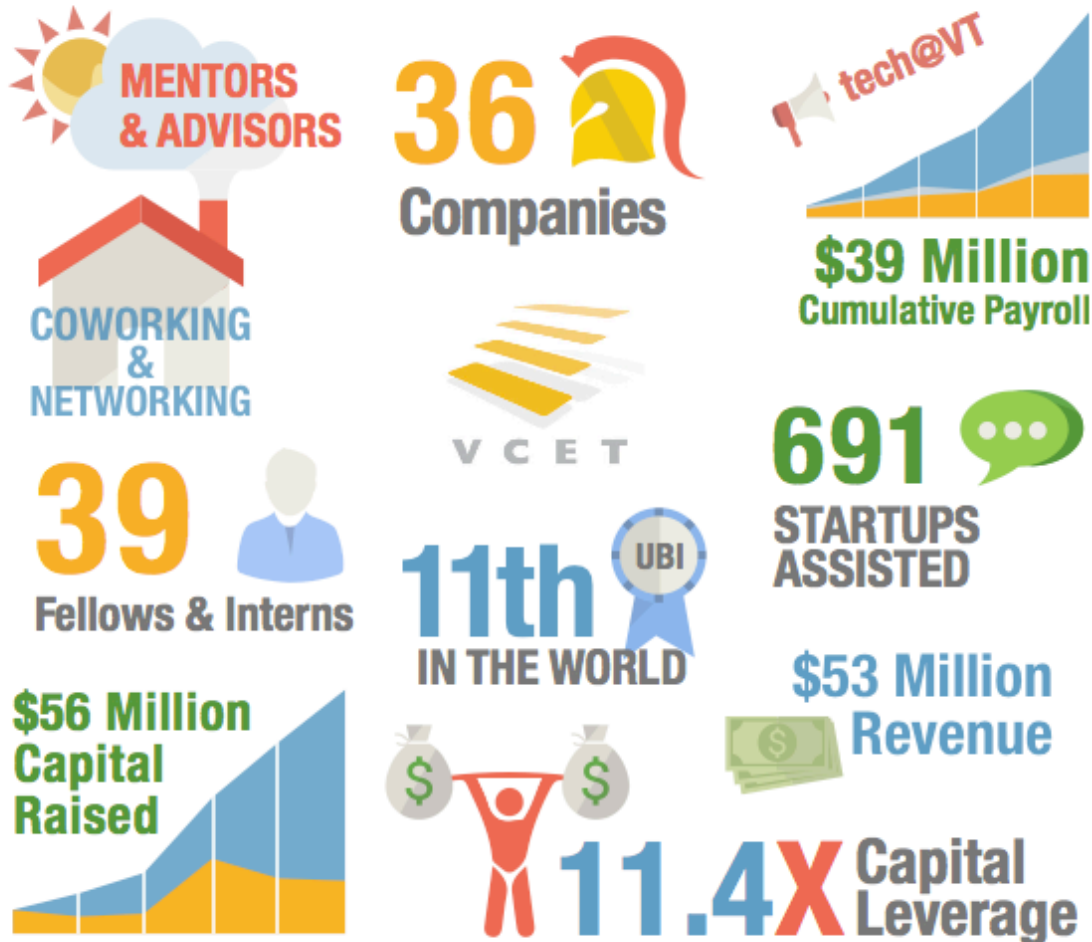 MENTORS
& ADVISORS
36
Companies
tech@VT
$39 Million
Cumulative Payroll
COWORKING
&
NETWORKING
VCET
691
STARTUPS
ASSISTED
39
Fellows & Interns
11th
UBI
IN THE WORLD
$53 Million
Revenue
$
$56 Million
Capital
Raised
$
$
11.4X
Capital
Leverage